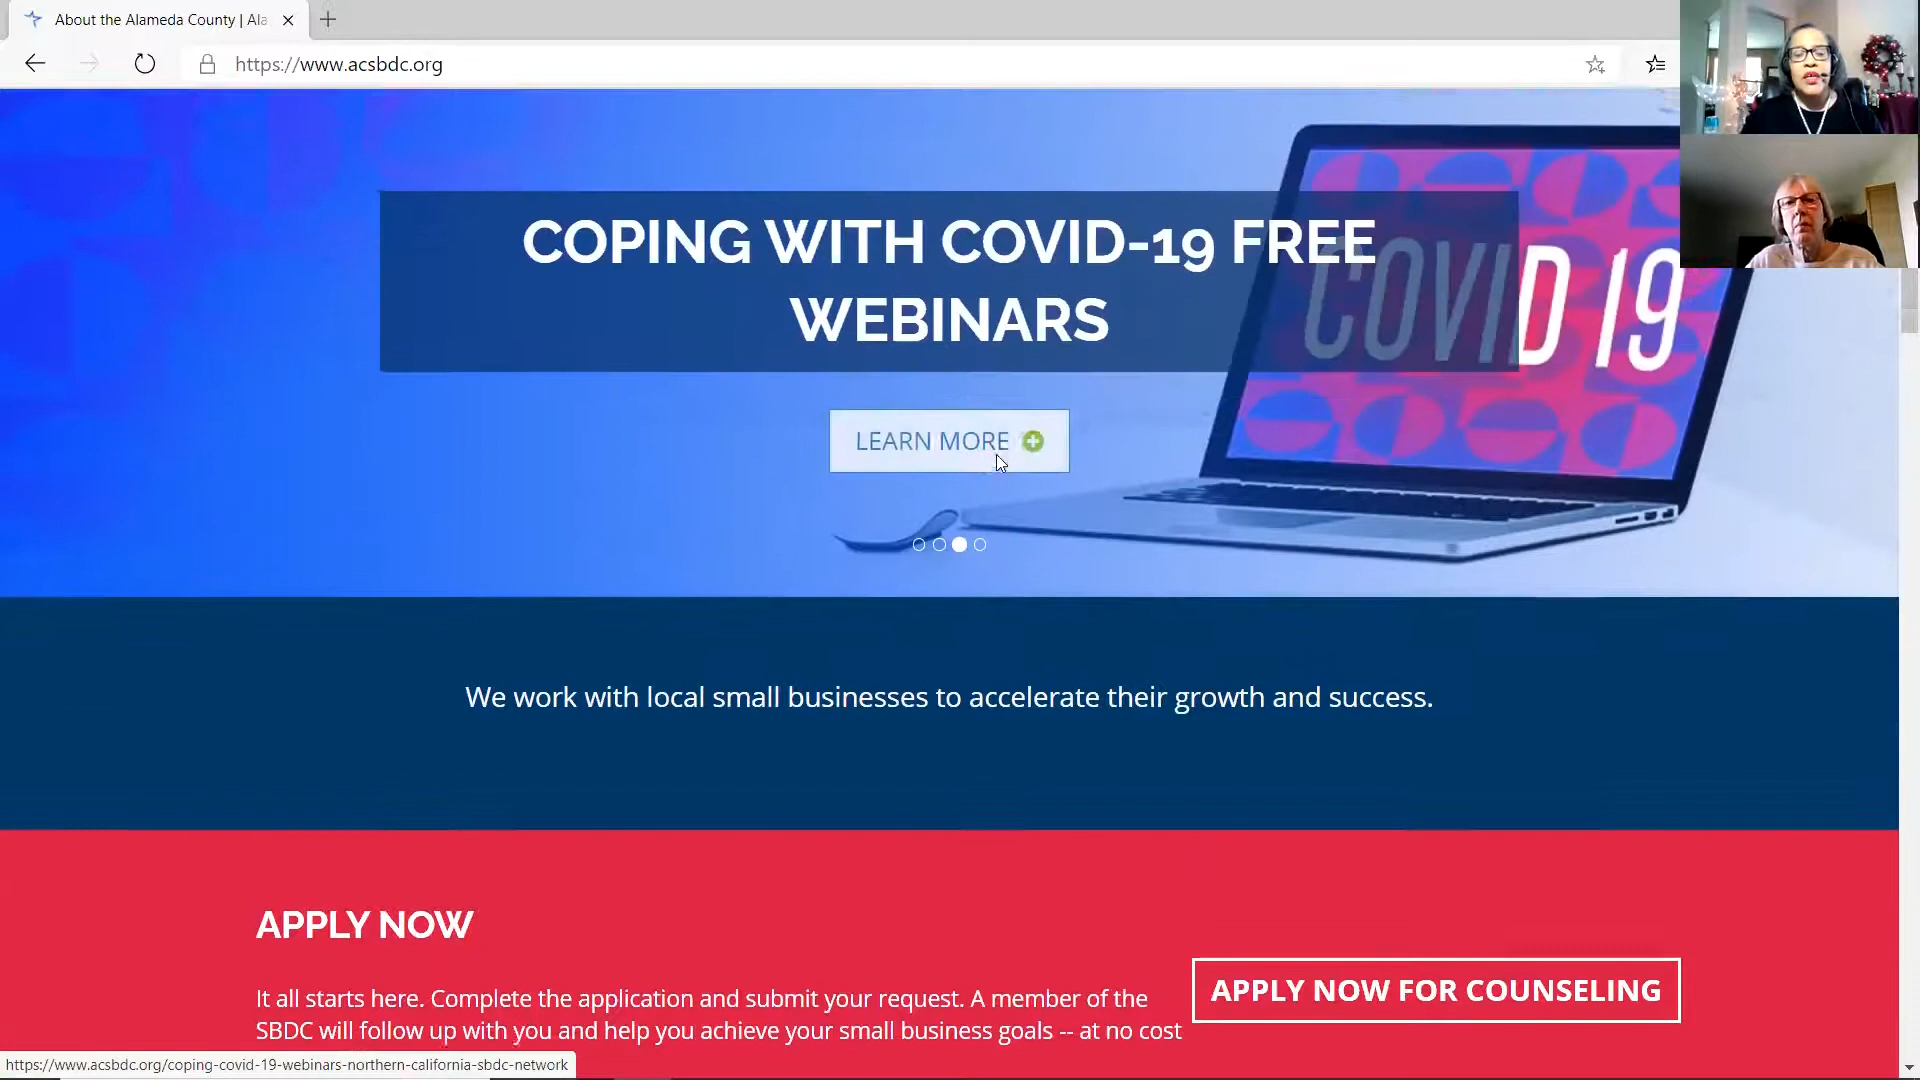 About the Alameda County | Ala
https://www.acsbdc.org
COPING WITH COVID-19 FREE
WEBINARS
COVID 19
LEARN MORE
We work with local small businesses to accelerate their growth and success.
APPLY NOW
It all starts here. Complete the application and submit your request. A member of the
SBDC will follow up with you and help you achieve your small business goals -- at no cost
APPLY NOW FOR COUNSELING
https://www.acsbdc.org/coping-covid-19-webinars-northern-california-sbdc-network